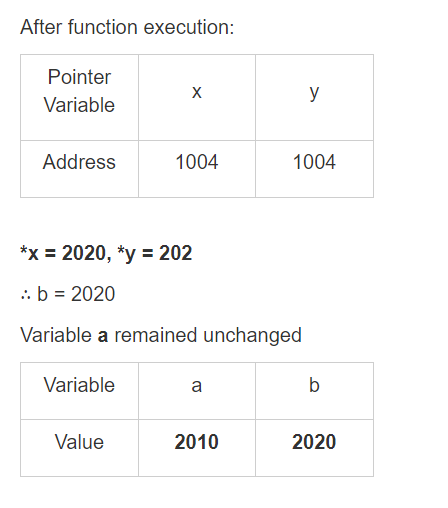 After function execution:
Pointer Variable x y
Address 1004 1004
*x = 2020, *y = 202
∴ b = 2020
Variable a remained unchanged
Variable a b
Value 2010 2020